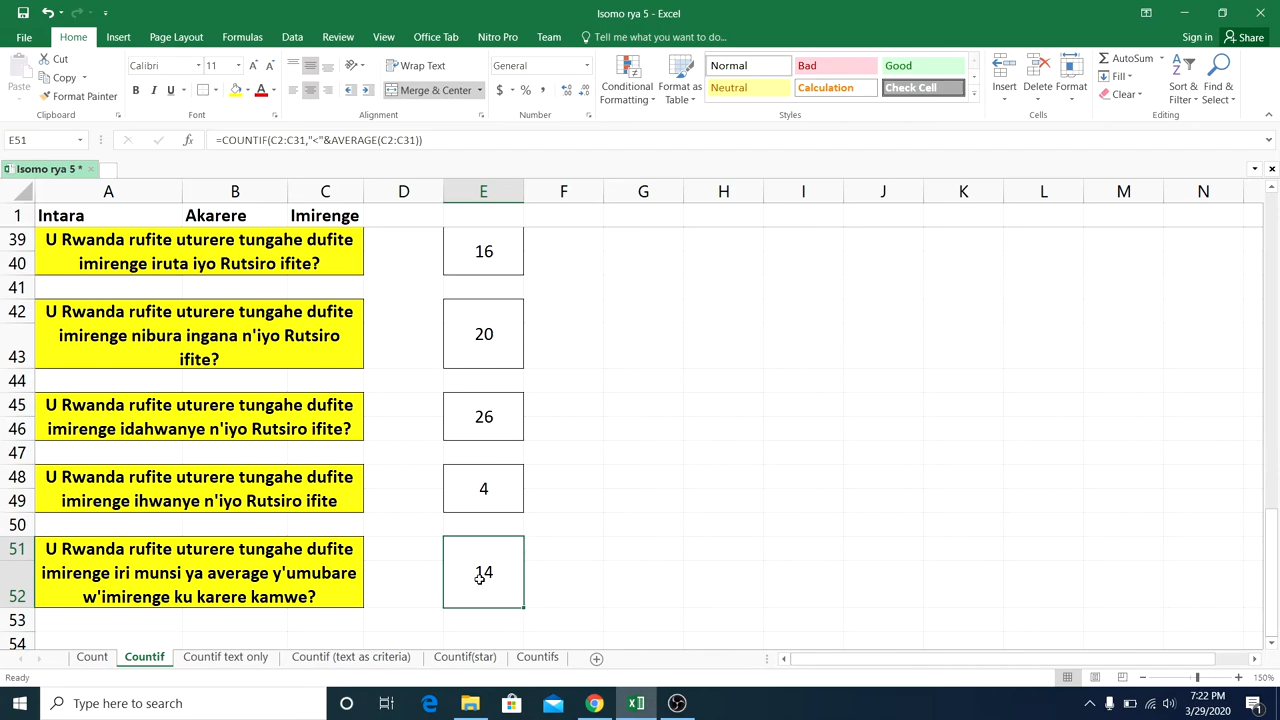 Isomo rya 5 - Excel
File Home Insert Page Layout Formulas Data Review View Office Tab Nitro Pro Team Tell me what you want to do... Sign in Share
Paste Cut
Copy
Format Painter
Clipboard
Calibri 11
B I U
Font
Wrap Text
Merge & Center
Alignment
General
$ % ,
Number
Conditional Formatting
Format as Table
Normal Bad Good
Neutral Calculation Check Cell
Styles
Insert Delete Format
Cells
AutoSum
Fill
Clear
Sort & Filter
Find & Select
Editing
E51 fx =COUNTIF(C2:C31,"<"&AVERAGE(C2:C31))
Isomo rya 5 *
A B C D E F G H I J K L M N
1 Intara Akarere Imirenge
39 U Rwanda rufite uturere tungahe dufite
40 imirenge iruta iyo Rutsiro ifite?
16
41
42 U Rwanda rufite uturere tungahe dufite
imirenge nibura ingana n'iyo Rutsiro
43 ifite?
20
44
45 U Rwanda rufite uturere tungahe dufite
46 imirenge idahwanye n'iyo Rutsiro ifite?
26
47
48 U Rwanda rufite uturere tungahe dufite
49 imirenge ihwanye n'iyo Rutsiro ifite
4
50
51 U Rwanda rufite uturere tungahe dufite
imirenge iri munsi ya average y'umubare
52 w'imirenge ku karere kamwe?
14
53
54
Count Countif Countif text only Countif (text as criteria) Countif(star) Countifs
Ready 150%
Type here to search
7:22 PM
3/29/2020